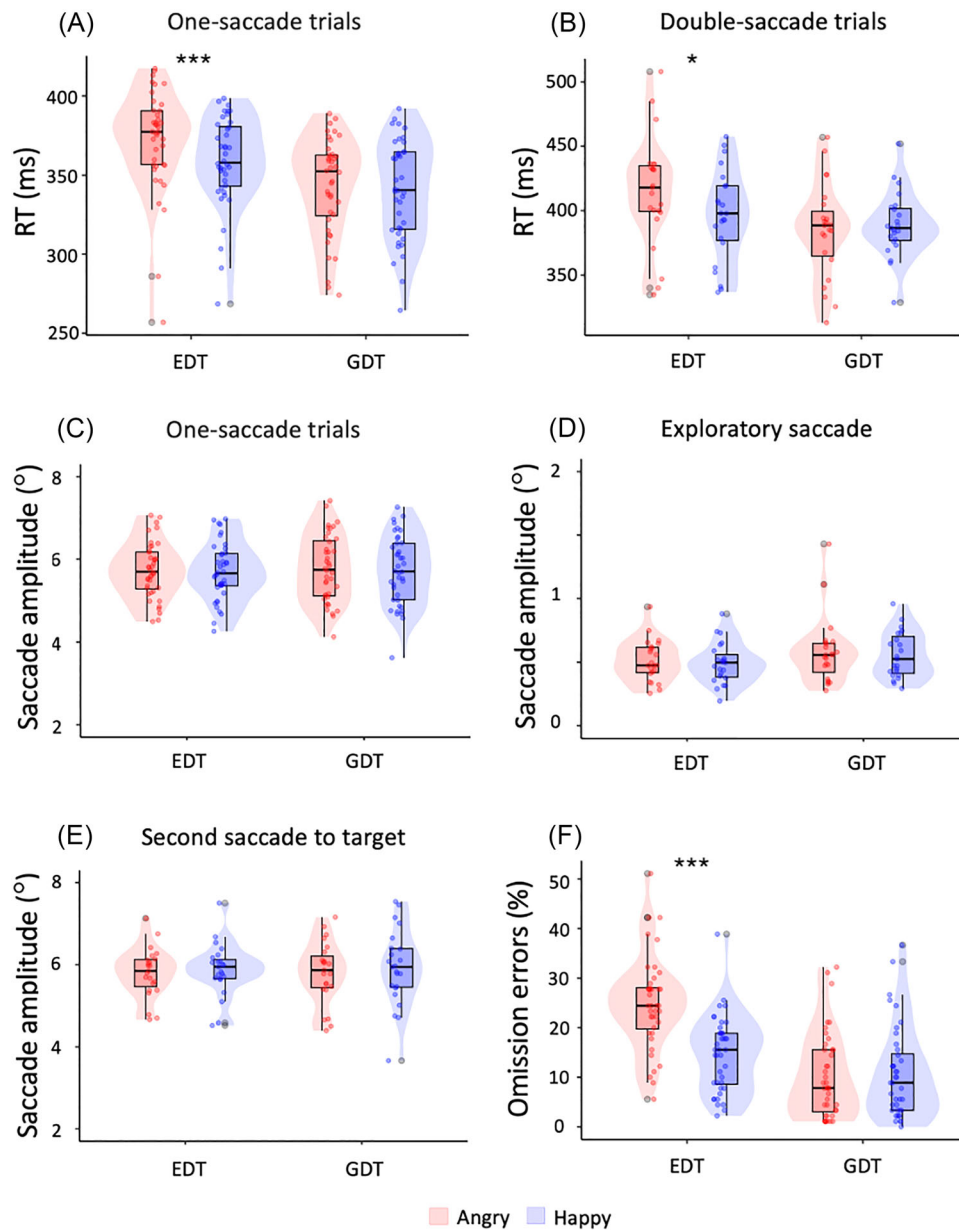 (A) One-saccade trials
***
RT (ms)
400
350
300
250
EDT GDT
(B) Double-saccade trials
*
RT (ms)
500
450
400
350
EDT GDT
(C) One-saccade trials
Saccade amplitude (°)
8
6
4
2
EDT GDT
(D) Exploratory saccade
Saccade amplitude (°)
2
1
0
EDT GDT
(E) Second saccade to target
Saccade amplitude (°)
8
6
4
2
EDT GDT
(F)
***
Omission errors (%)
50
40
30
20
10
0
EDT GDT
Angry Happy